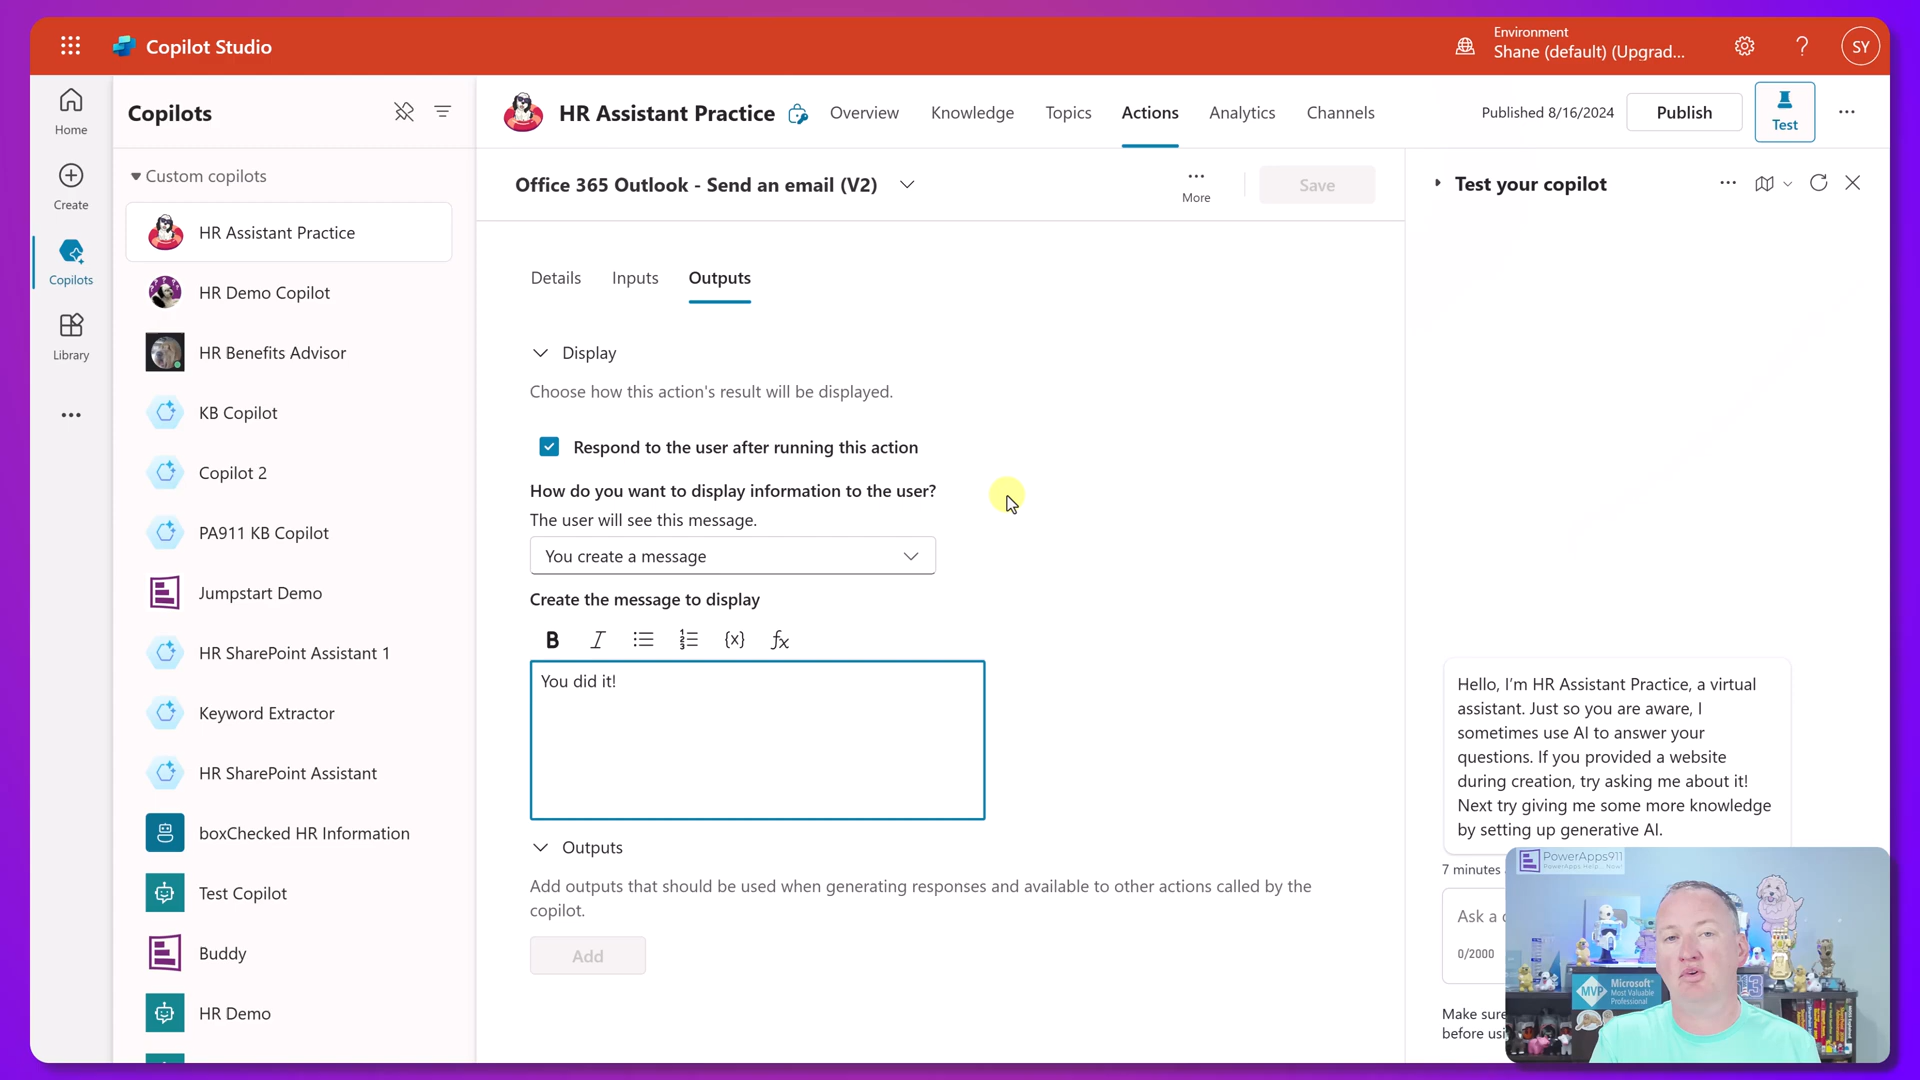 Copilot Studio
Environment
Shane (default) (Upgrad...
SY
Home
Create
Copilots
Library
Copilots
Custom copilots
HR Assistant Practice
HR Demo Copilot
HR Benefits Advisor
KB Copilot
Copilot 2
PA911 KB Copilot
Jumpstart Demo
HR SharePoint Assistant 1
Keyword Extractor
HR SharePoint Assistant
boxChecked HR Information
Test Copilot
Buddy
HR Demo
HR Assistant Practice
Overview
Knowledge
Topics
Actions
Analytics
Channels
Published 8/16/2024
Publish
Test
Office 365 Outlook - Send an email (V2)
More
Save
Details
Inputs
Outputs
Display
Choose how this action's result will be displayed.
Respond to the user after running this action
How do you want to display information to the user?
The user will see this message.
You create a message
Create the message to display
B I {x} fx
You did it!
Outputs
Add outputs that should be used when generating responses and available to other actions called by the
copilot.
Add
Test your copilot
Hello, I'm HR Assistant Practice, a virtual
assistant. Just so you are aware, I
sometimes use AI to answer your
questions. If you provided a website
during creation, try asking me about it!
Next try giving me some more knowledge
by setting up generative AI.
7 minutes
Ask a
0/2000
Make sure
before
PowerApps911
PowerApps Help... Now!
MVP
Microsoft
Most Valuable
Professional
13